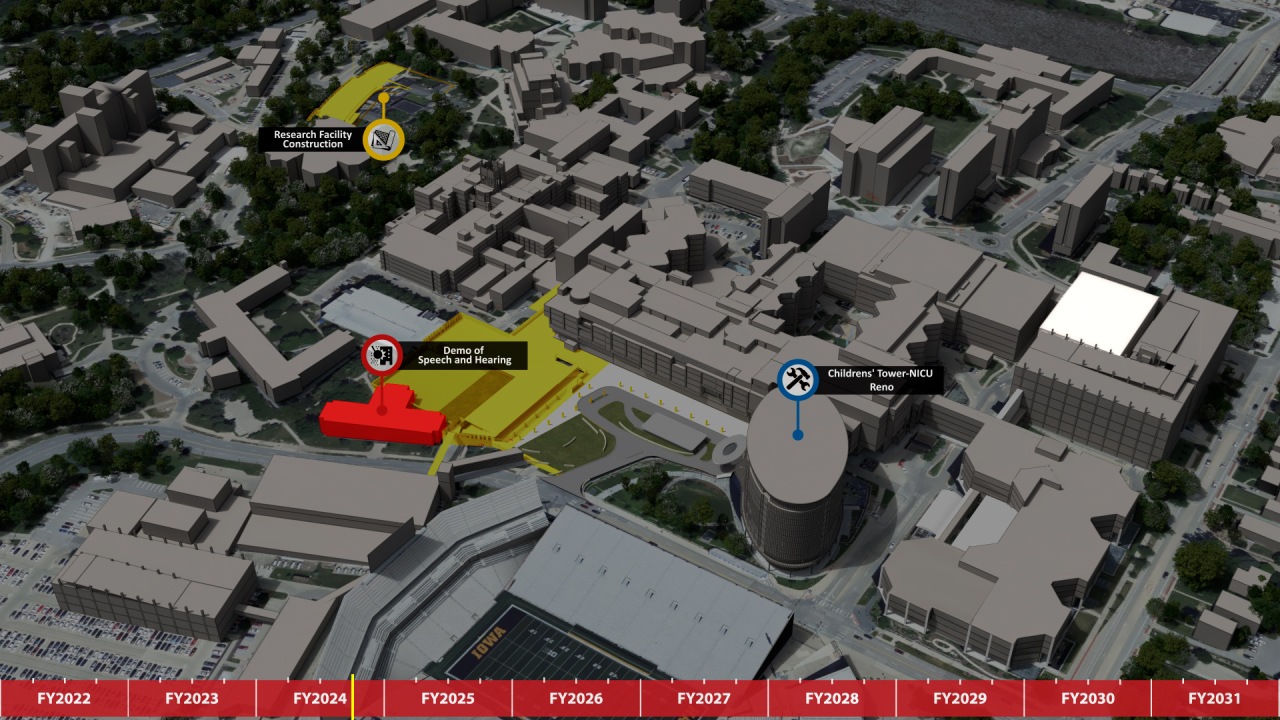 Research Facility
Construction
Demo of
Speech and Hearing
Childrens' Tower-NICU
Reno
IOWA
FY2022
FY2023
FY2024
FY2025
FY2026
FY2027
FY2028
FY2029
FY2030
FY2031